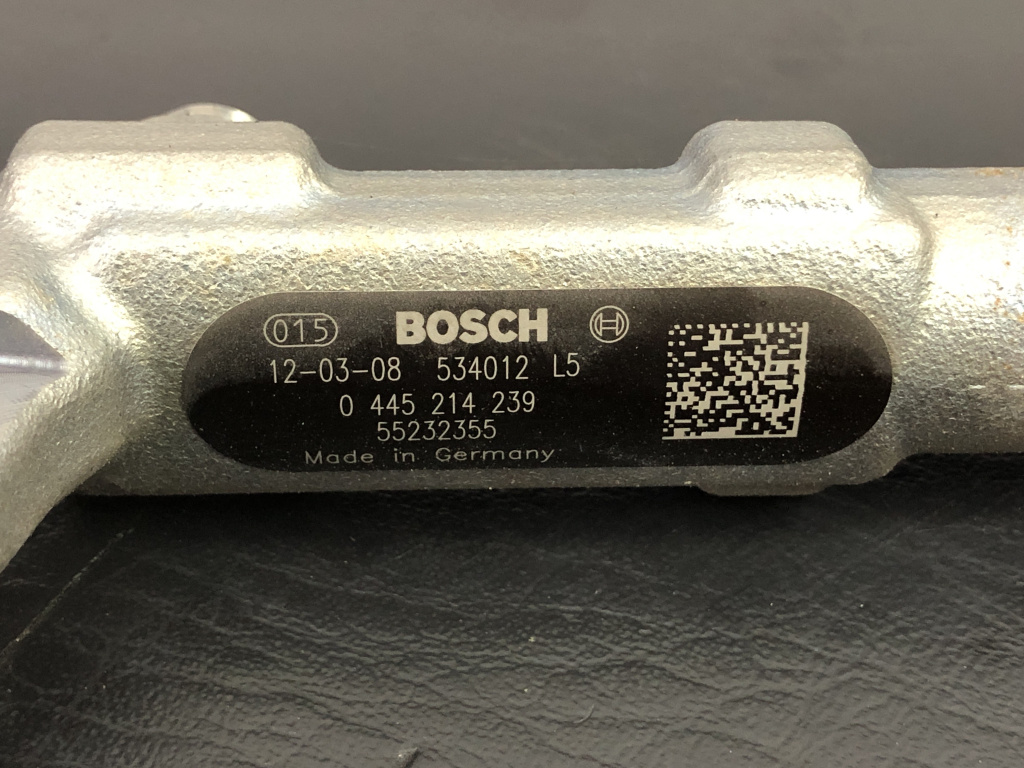 015 BOSCH
12-03-08 534012 L5
0 445 214 239
55232355
Made in Germany